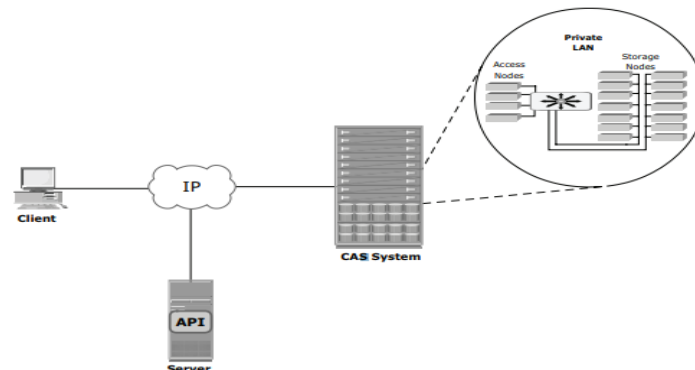 Private
LAN
Access
Nodes
Storage
Nodes
IP
Client
CAS System
API
Server